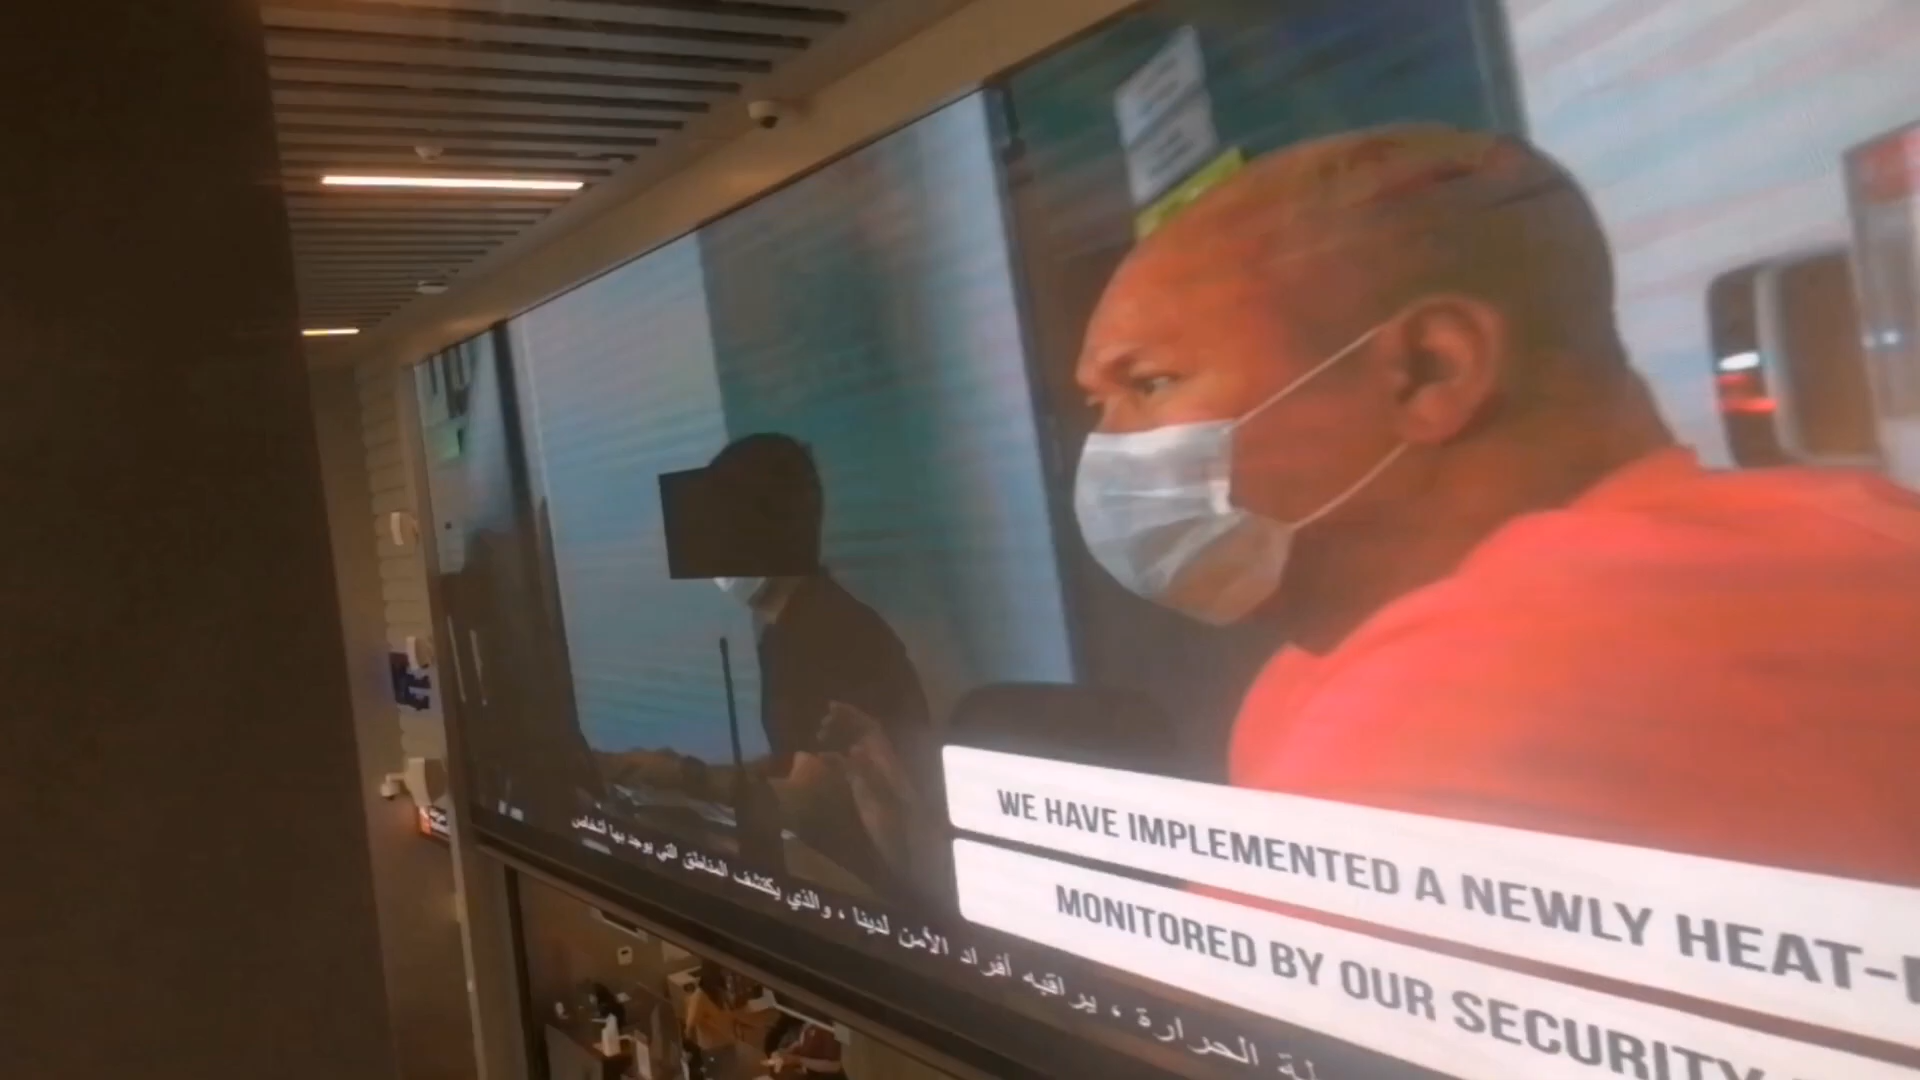 WE HAVE IMPLEMENTED A NEWLY HEAT-
MONITORED BY OUR SECURITY
الحرارة ، يراقبه أفراد الأمن لدينا ، والذي يكتشف المناطق التي يوجد بها أشخاص